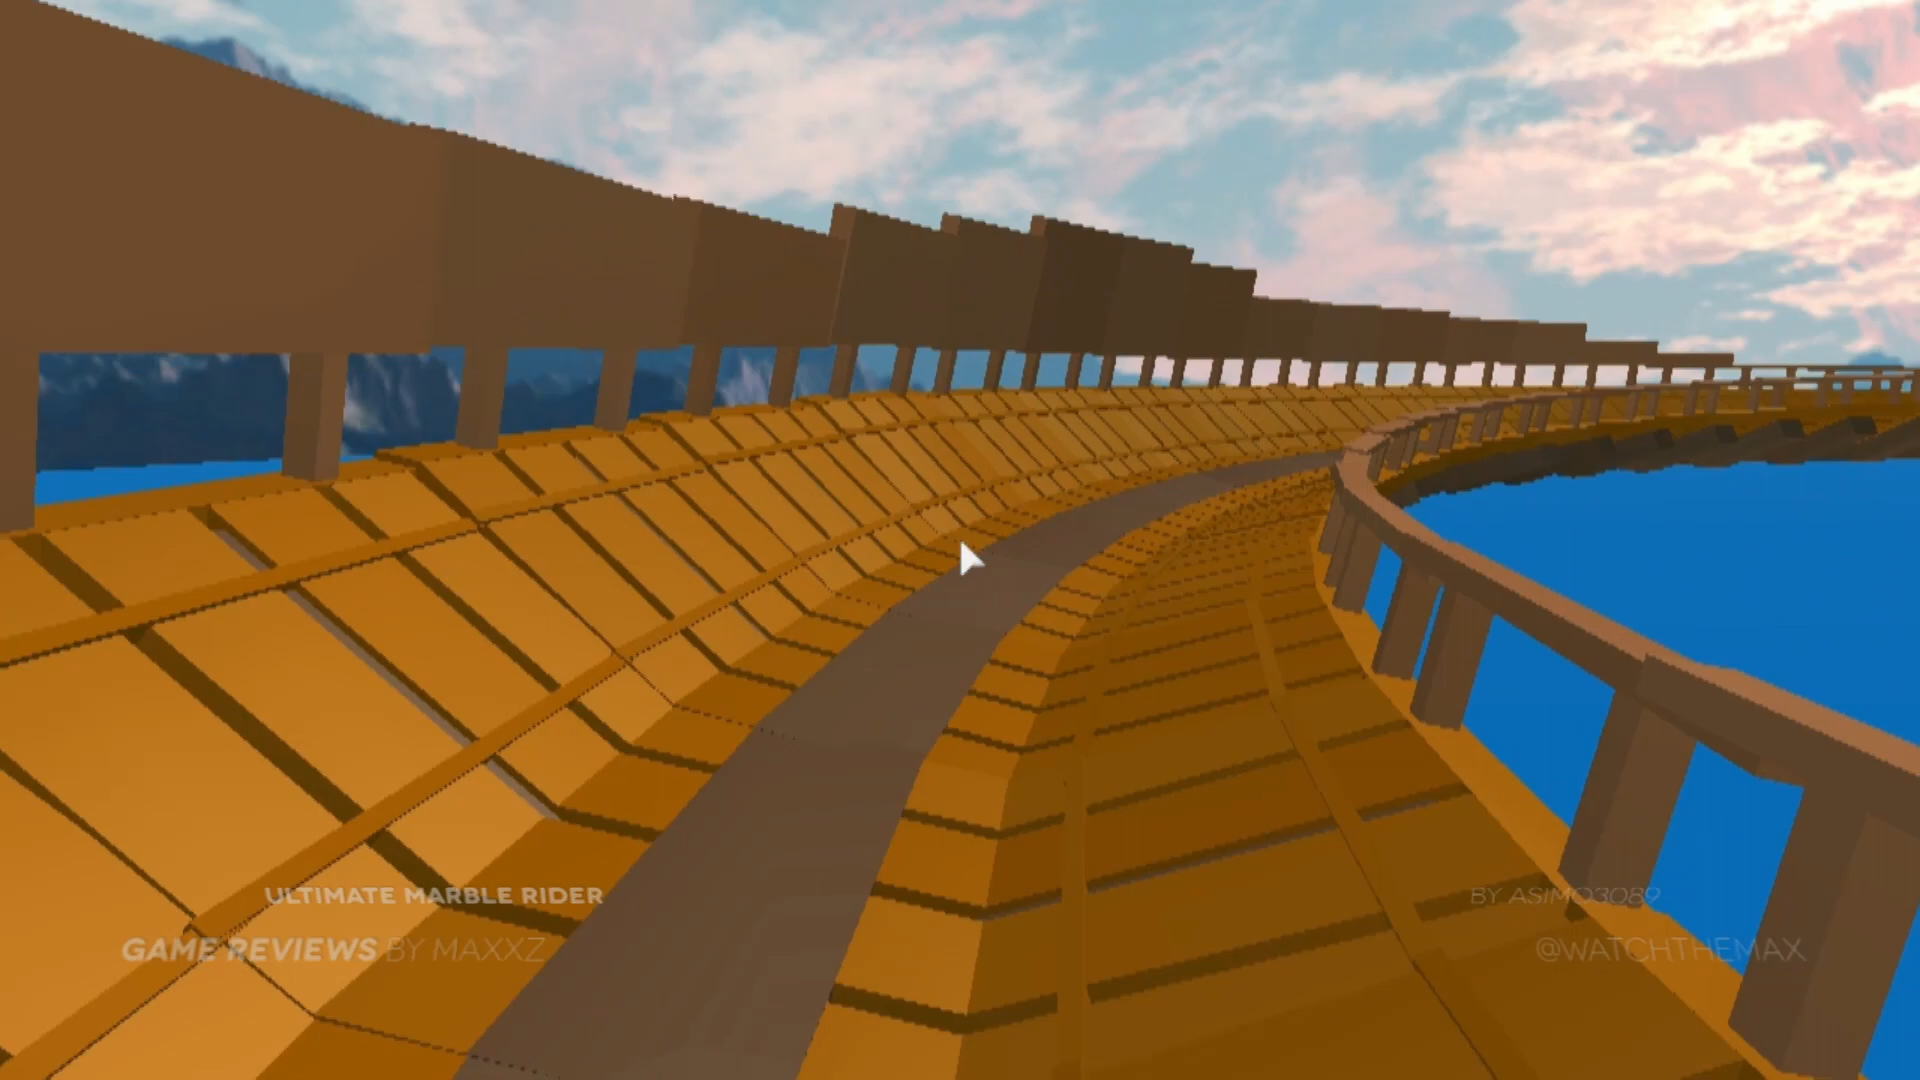 ULTIMATE MARBLE RIDER
BY ASIMO3089
GAME REVIEWS BY MAXXZ
@WATCHTHEMAX